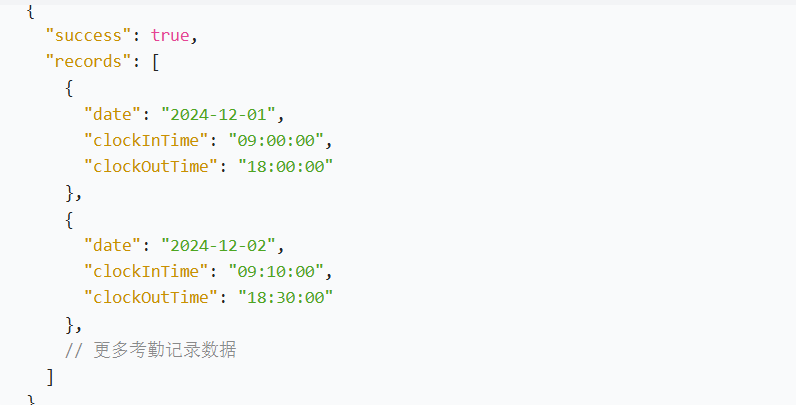 {
"success": true,
"records": [
{
"date": "2024-12-01",
"clockInTime": "09:00:00",
"clockOutTime": "18:00:00"
},
{
"date": "2024-12-02",
"clockInTime": "09:10:00",
"clockOutTime": "18:30:00"
},
// 更多考勤记录数据
]
}